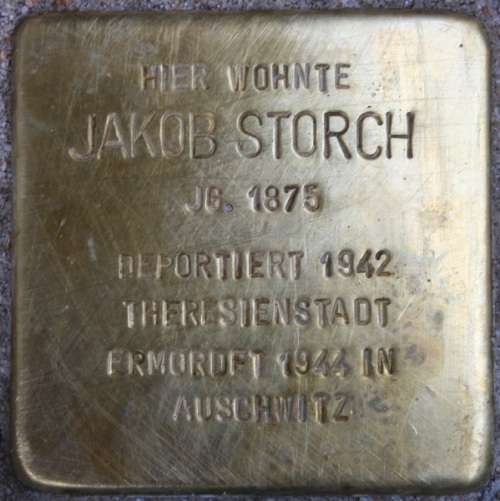 HIER WOHNTE
JAKOB STORCH
JG. 1875
DEPORTIERT 1942
THERESIENSTADT
ERMORDET 1944 IN
AUSCHWITZ